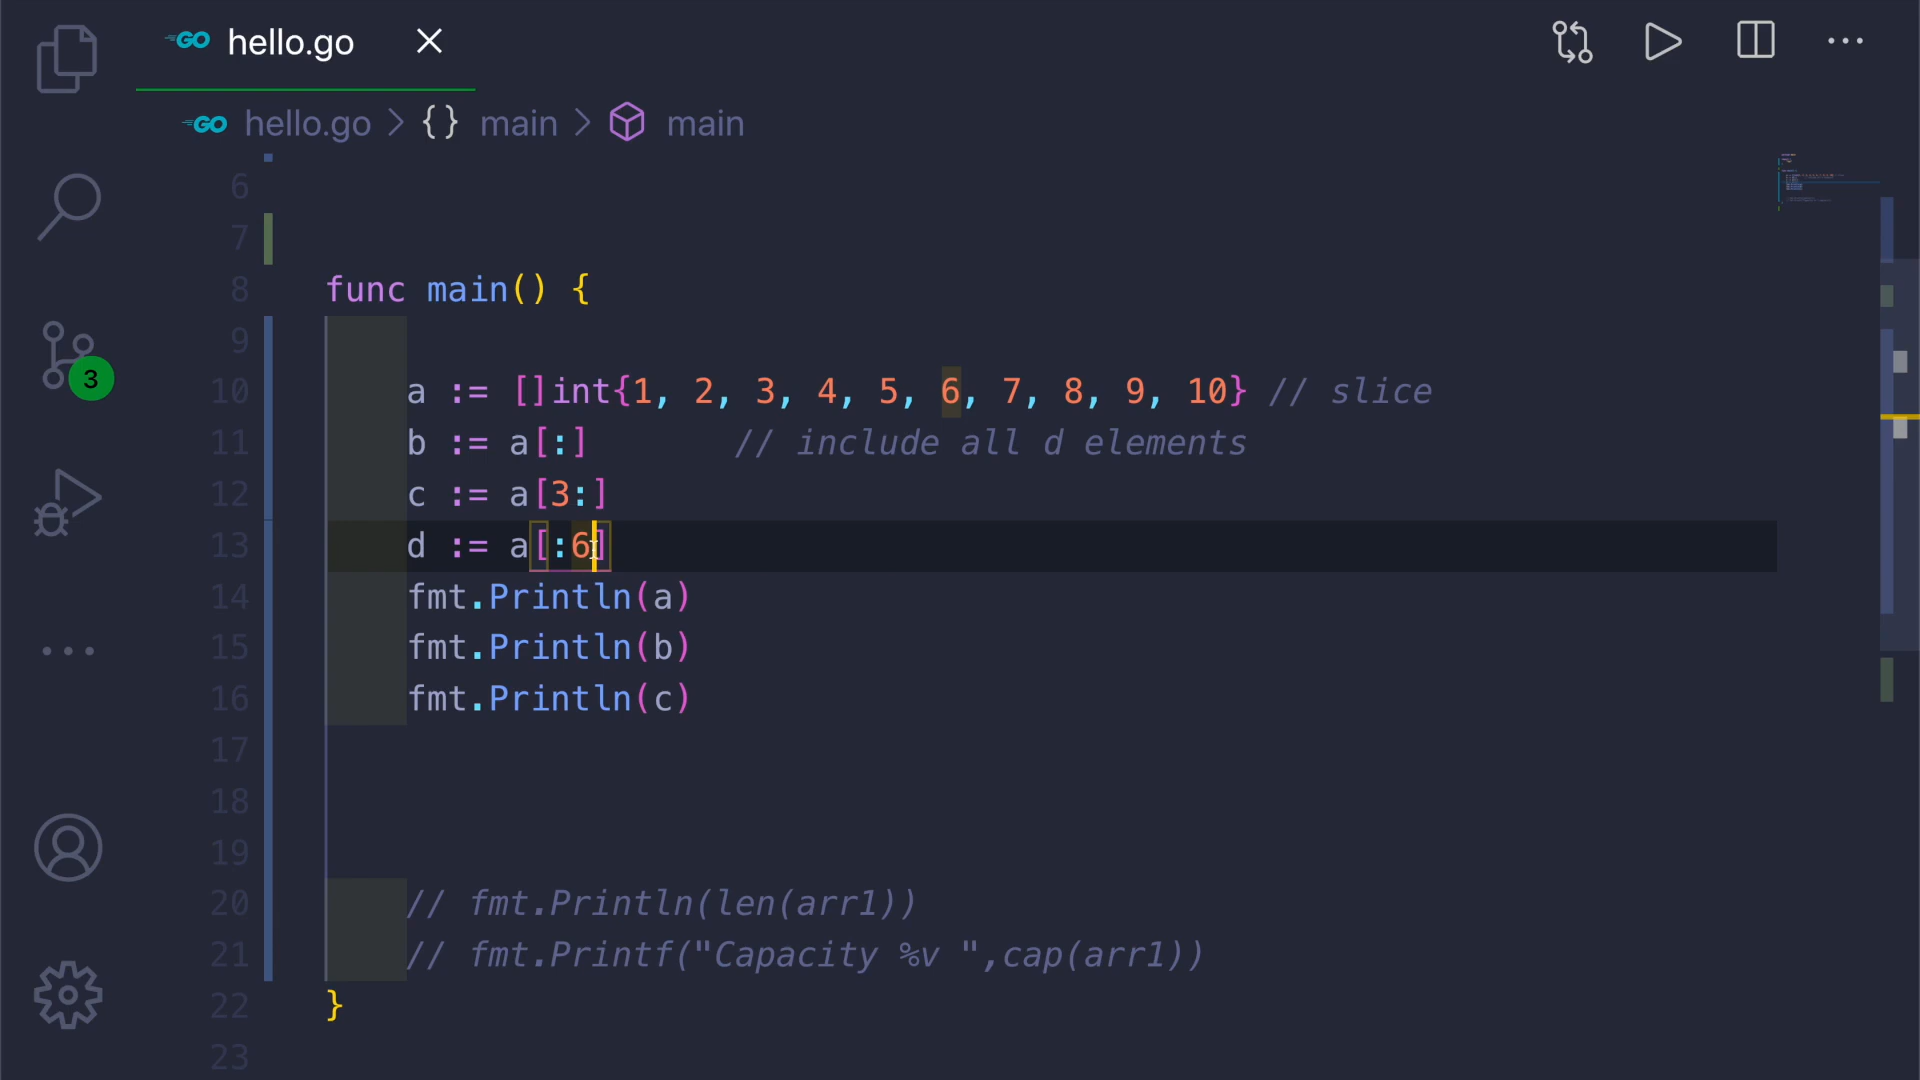 GO hello.go
GO hello.go > {} main > main
6
7
8 func main() {
9
10 a := []int{1, 2, 3, 4, 5, 6, 7, 8, 9, 10} // slice
11 b := a[:] // include all d elements
12 c := a[3:]
13 d := a[:6]
14 fmt.Println(a)
15 fmt.Println(b)
16 fmt.Println(c)
17
18
19
3
20 // fmt.Println(len(arr1))
21 // fmt.Printf("Capacity %v ",cap(arr1))
22 }
23